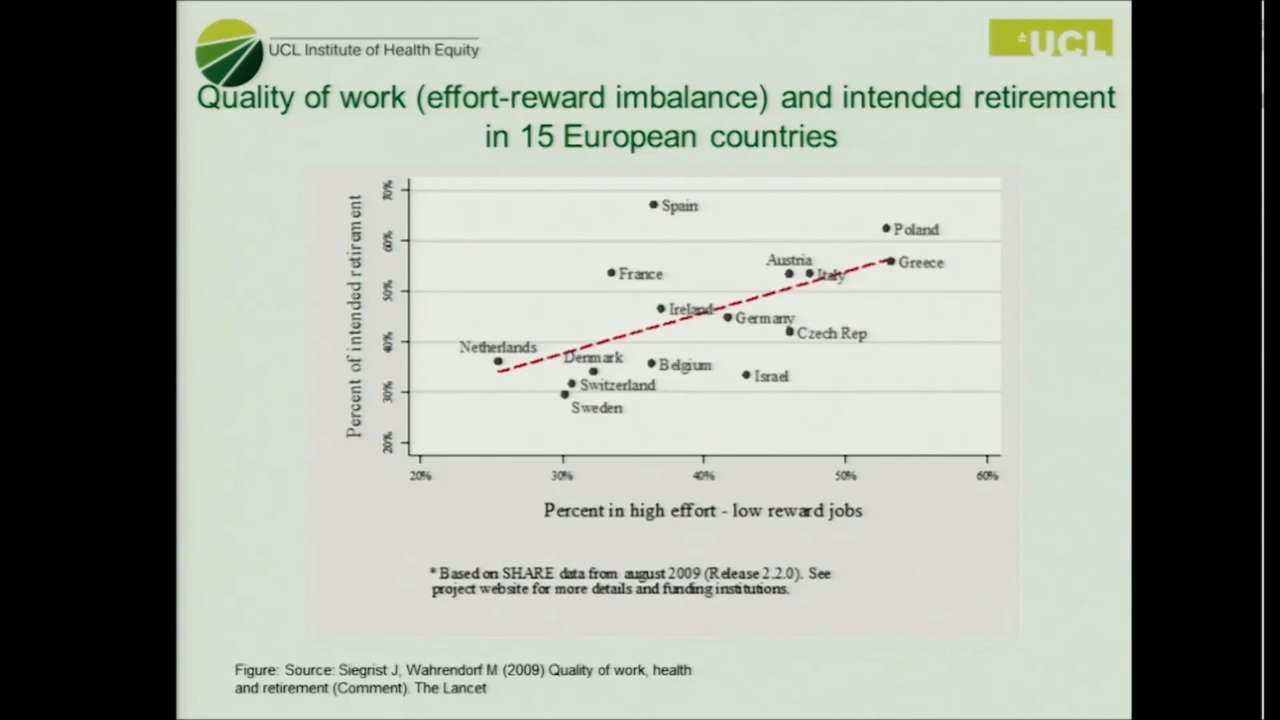 UCL Institute of Health Equity
UCL
Quality of work (effort-reward imbalance) and intended retirement
in 15 European countries
Percent of intended retirement
70%
60%
50%
40%
30%
20%
Spain
Poland
Austria
Greece
France
Italy
Ireland
Germany
Czech Rep
Netherlands
Denmark
Belgium
Israel
Switzerland
Sweden
20% 30% 40% 50% 60%
Percent in high effort - low reward jobs
* Based on SHARE data from august 2009 (Release 2.2.0). See
project website for more details and funding institutions.
Figure: Source: Siegrist J, Wahrendorf M (2009) Quality of work, health
and retirement (Comment). The Lancet